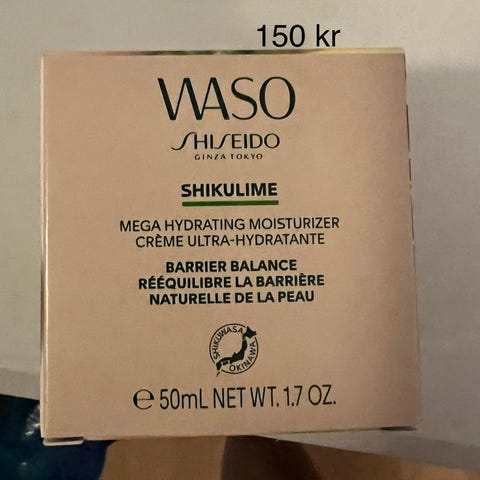 150 kr
WASO
SHISEIDO
GINZA TOKYO
SHIKULIME
MEGA HYDRATING MOISTURIZER
CRÈME ULTRA-HYDRATANTE
BARRIER BALANCE
RÉÉQUILIBRE LA BARRIÈRE
NATURELLE DE LA PEAU
SHIKUWASA
OKINAWA
℮ 50mL NET WT. 1.7 OZ.